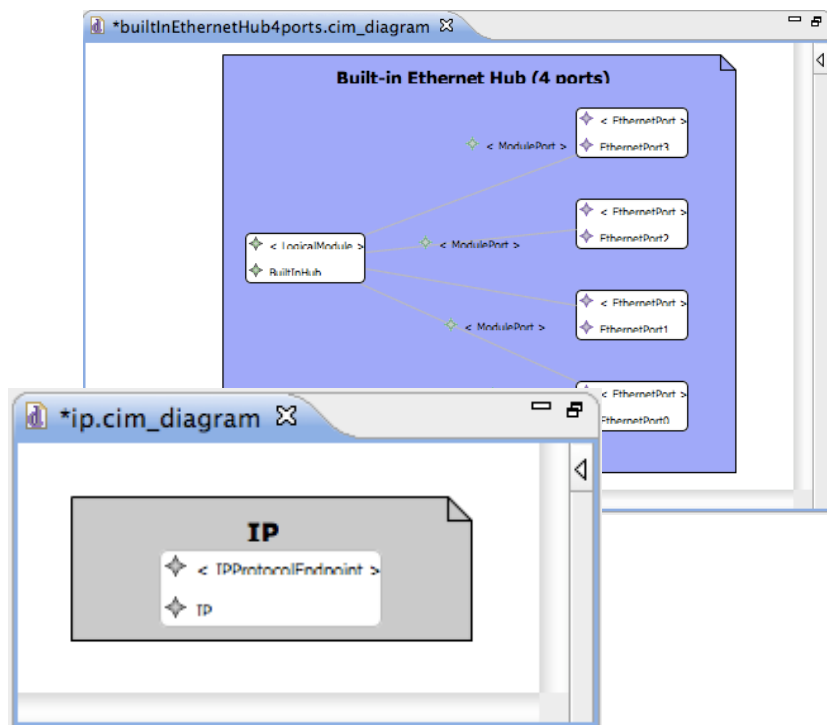 *builtInEthernetHub4ports.cim_diagram
Built-in Ethernet Hub (4 ports)
< EthernetPort >
EthernetPort3
< ModulePort >
< EthernetPort >
EthernetPort2
< ModulePort >
< LogicalModule >
BuiltInHub
< EthernetPort >
EthernetPort1
< ModulePort >
< EthernetPort >
EthernetPort0
*ip.cim_diagram
IP
< IPProtocolEndpoint >
IP